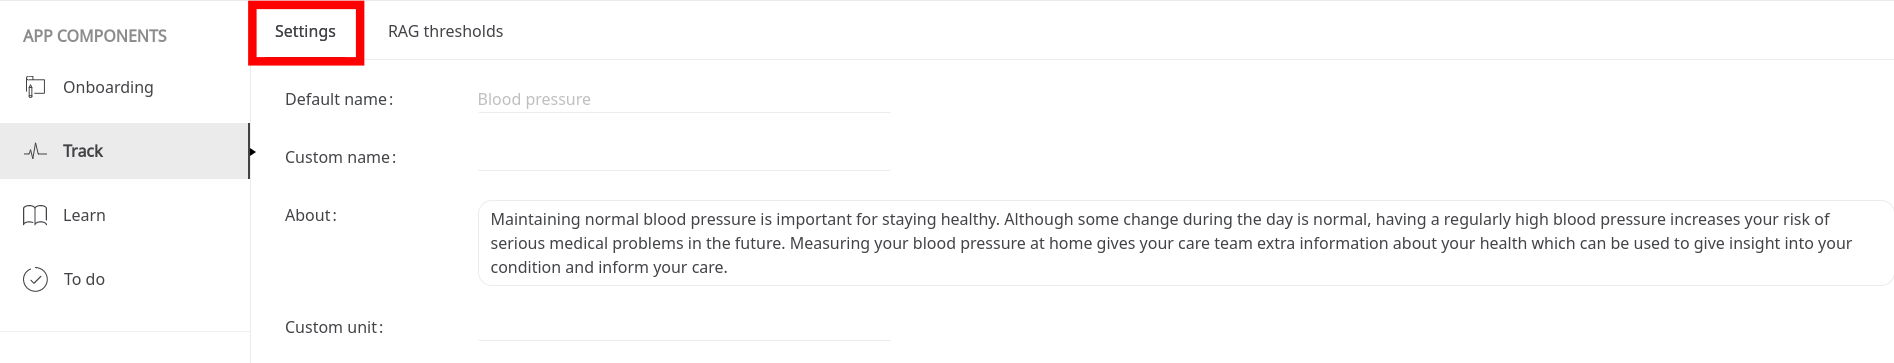 APP COMPONENTS
Onboarding
Track
Learn
To do
Settings
RAG thresholds
Default name:
Blood pressure
Custom name:
About:
Maintaining normal blood pressure is important for staying healthy. Although some change during the day is normal, having a regularly high blood pressure increases your risk of
serious medical problems in the future. Measuring your blood pressure at home gives your care team extra information about your health which can be used to give insight into your
condition and inform your care.
Custom unit: